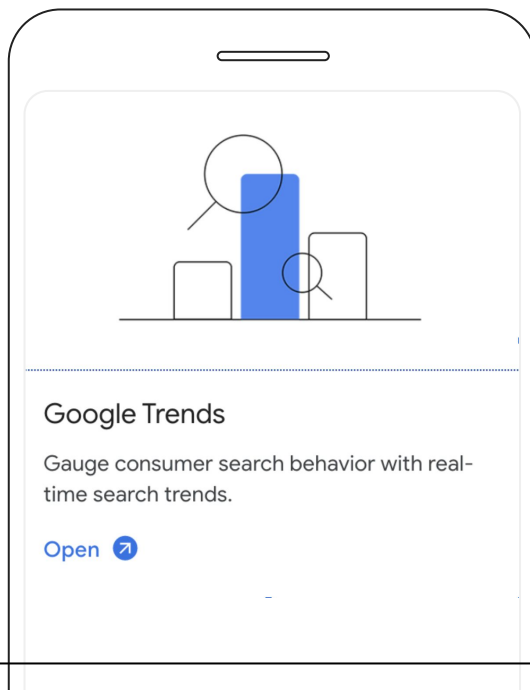 Google Trends
Gauge consumer search behavior with real-
time search trends.
Open